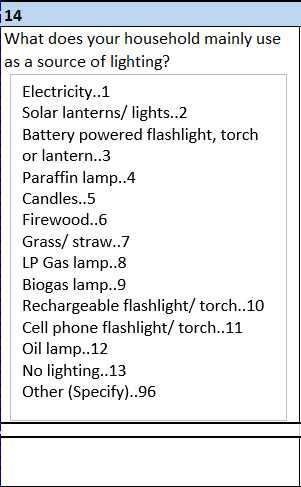 14
What does your household mainly use
as a source of lighting?
Electricity..1
Solar lanterns/ lights..2
Battery powered flashlight, torch
or lantern..3
Paraffin lamp..4
Candles..5
Firewood..6
Grass/ straw..7
LP Gas lamp..8
Biogas lamp..9
Rechargeable flashlight/ torch..10
Cell phone flashlight/ torch..11
Oil lamp..12
No lighting..13
Other (Specify)..96